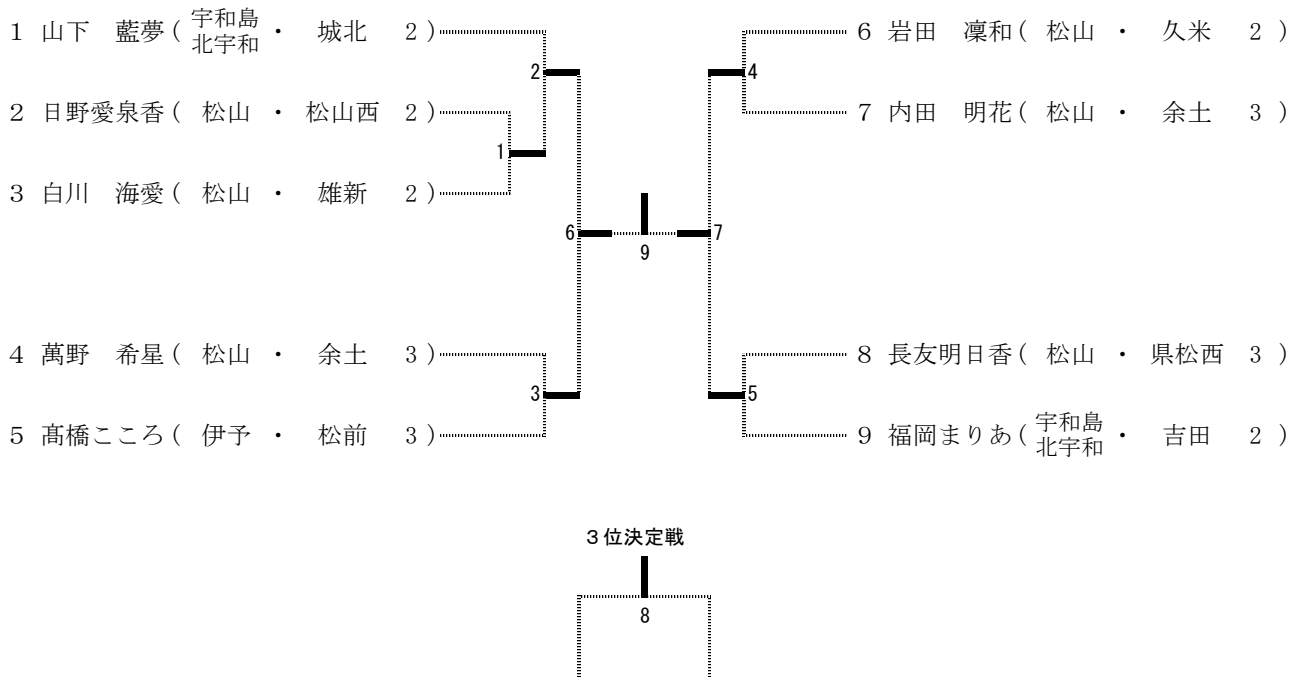 1 山下　藍夢 ( 宇和島北宇和 ・ 城北 2 )
2 日野愛泉香 ( 松山 ・ 松山西 2 )
3 白川　海愛 ( 松山 ・ 雄新 2 )
4 萬野　希星 ( 松山 ・ 余土 3 )
5 髙橋こころ ( 伊予 ・ 松前 3 )
2
1
6
3
9
4
7
5
6 岩田　凜和 ( 松山 ・ 久米 2 )
7 内田　明花 ( 松山 ・ 余土 3 )
8 長友明日香 ( 松山 ・ 県松西 3 )
9 福岡まりあ ( 宇和島北宇和 ・ 吉田 2 )
３位決定戦
8